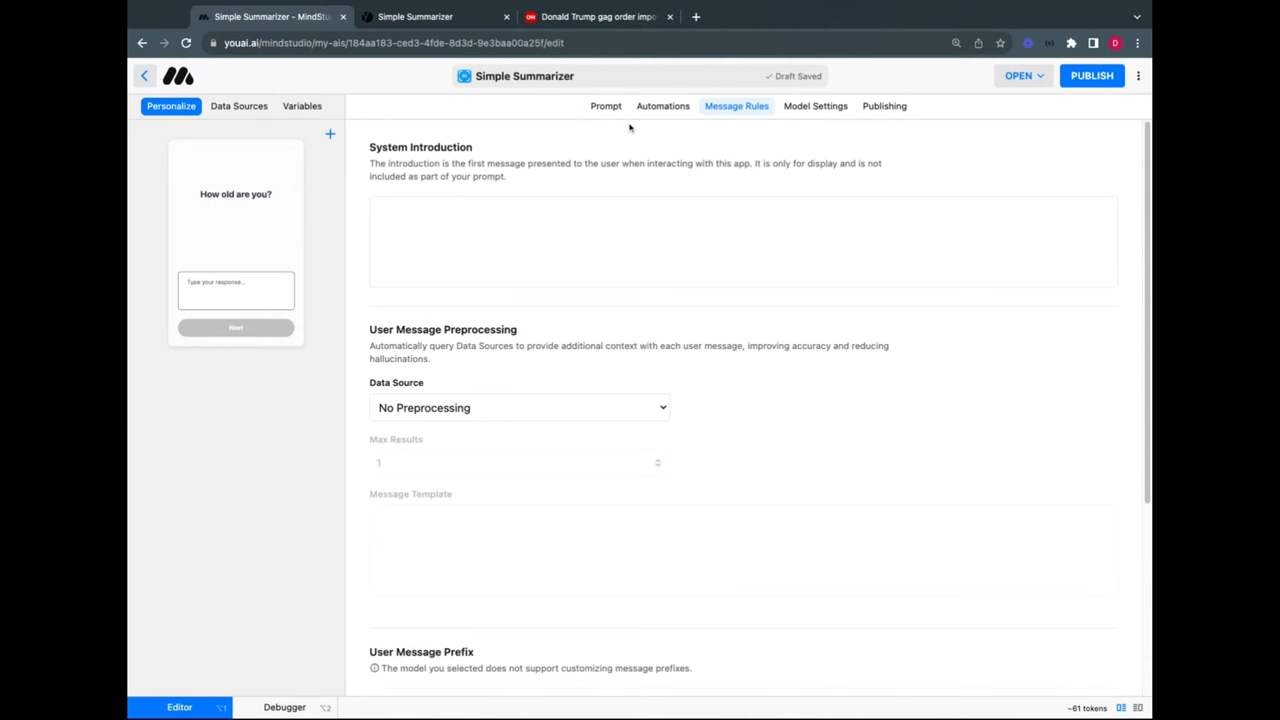 Simple Summarizer - MindStu
Simple Summarizer
CNN
Donald Trump gag order impo
youai.ai/mindstudio/my-ais/184aa183-ced3-4fde-8d3d-9e3baa00a25f/edit
D
Simple Summarizer
Draft Saved
OPEN
PUBLISH
Personalize
Data Sources
Variables
Prompt
Automations
Message Rules
Model Settings
Publishing
How old are you?
Type your response...
Next
System Introduction
The introduction is the first message presented to the user when interacting with this app. It is only for display and is not
included as part of your prompt.
User Message Preprocessing
Automatically query Data Sources to provide additional context with each user message, improving accuracy and reducing
hallucinations.
Data Source
No Preprocessing
Max Results
1
Message Template
User Message Prefix
The model you selected does not support customizing message prefixes.
Editor
⌥1
Debugger
⌥2
~61 tokens